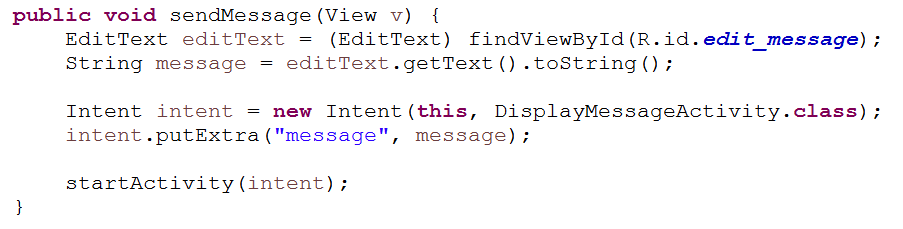 public void sendMessage(View v) {
    EditText editText = (EditText) findViewById(R.id.edit_message);
    String message = editText.getText().toString();

    Intent intent = new Intent(this, DisplayMessageActivity.class);
    intent.putExtra("message", message);

    startActivity(intent);
}